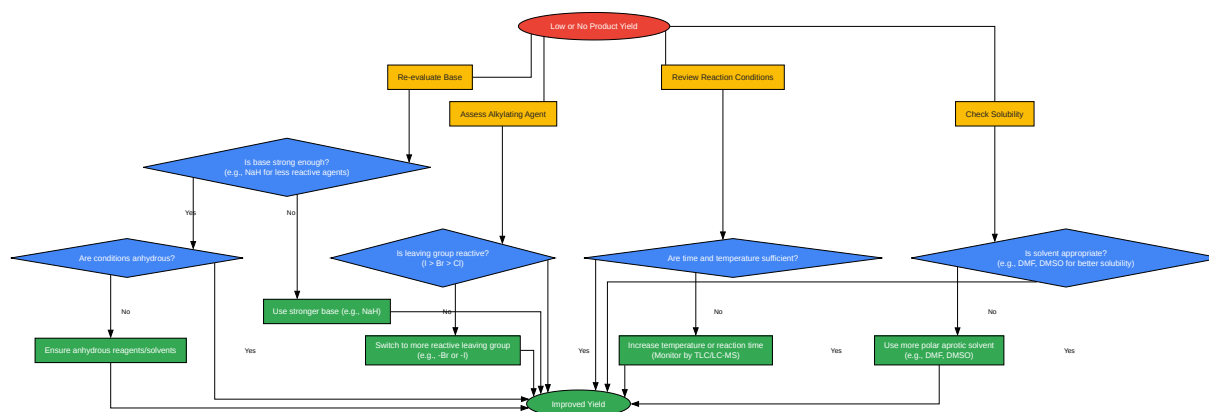 Low or No Product Yield
Re-evaluate Base
Review Reaction Conditions
Assess Alkylating Agent
Check Solubility
Is base strong enough?
(e.g., NaH for less reactive agents)
Yes
No
Are conditions anhydrous?
Is leaving group reactive?
(I > Br > Cl)
Are time and temperature sufficient?
Is solvent appropriate?
(e.g., DMF, DMSO for better solubility)
No
Use stronger base (e.g., NaH)
No
No
No
Ensure anhydrous reagents/solvents
Yes
Switch to more reactive leaving group
(e.g., -Br or -I)
Yes
Increase temperature or reaction time
(Monitor by TLC/LC-MS)
Yes
Use more polar aprotic solvent
(e.g., DMF, DMSO)
Yes
Improved Yield